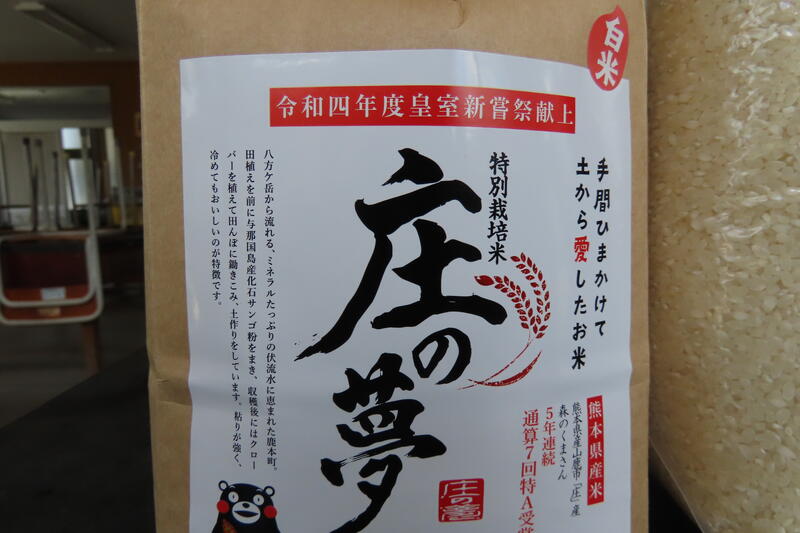 白米
令和四年度皇室新嘗祭献上
手間ひまかけて
土から愛したお米
特別栽培米
庄の夢
八方ケ岳から流れる、ミネラルたっぷりの伏流水に恵まれた鹿本町。
田植えを前に与那国島産化石サンゴ粉をまき、収穫後にはクロー
バーを植えて田んぼに鋤きこみ、土作りをしています。粘りが強く、
冷めてもおいしいのが特徴です。
熊本県産米
熊本県産山鹿市「庄」産
森のくまさん
5年連続
通算7回特A受賞
庄の夢